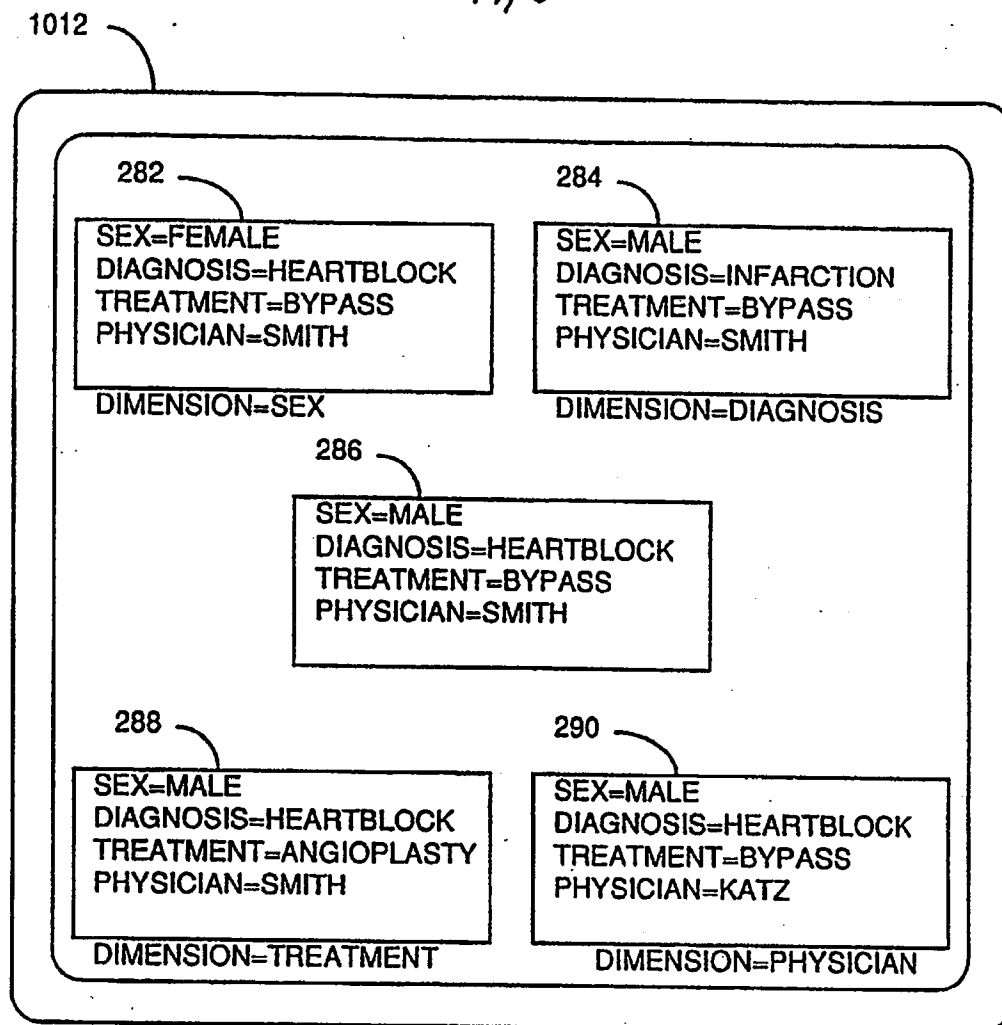 1012
282
SEX=FEMALE
DIAGNOSIS=HEARTBLOCK
TREATMENT=BYPASS
PHYSICIAN=SMITH
DIMENSION=SEX
284
SEX=MALE
DIAGNOSIS=INFARCTION
TREATMENT=BYPASS
PHYSICIAN=SMITH
DIMENSION=DIAGNOSIS
286
SEX=MALE
DIAGNOSIS=HEARTBLOCK
TREATMENT=BYPASS
PHYSICIAN=SMITH
288
SEX=MALE
DIAGNOSIS=HEARTBLOCK
TREATMENT=ANGIOPLASTY
PHYSICIAN=SMITH
DIMENSION=TREATMENT
290
SEX=MALE
DIAGNOSIS=HEARTBLOCK
TREATMENT=BYPASS
PHYSICIAN=KATZ
DIMENSION=PHYSICIAN